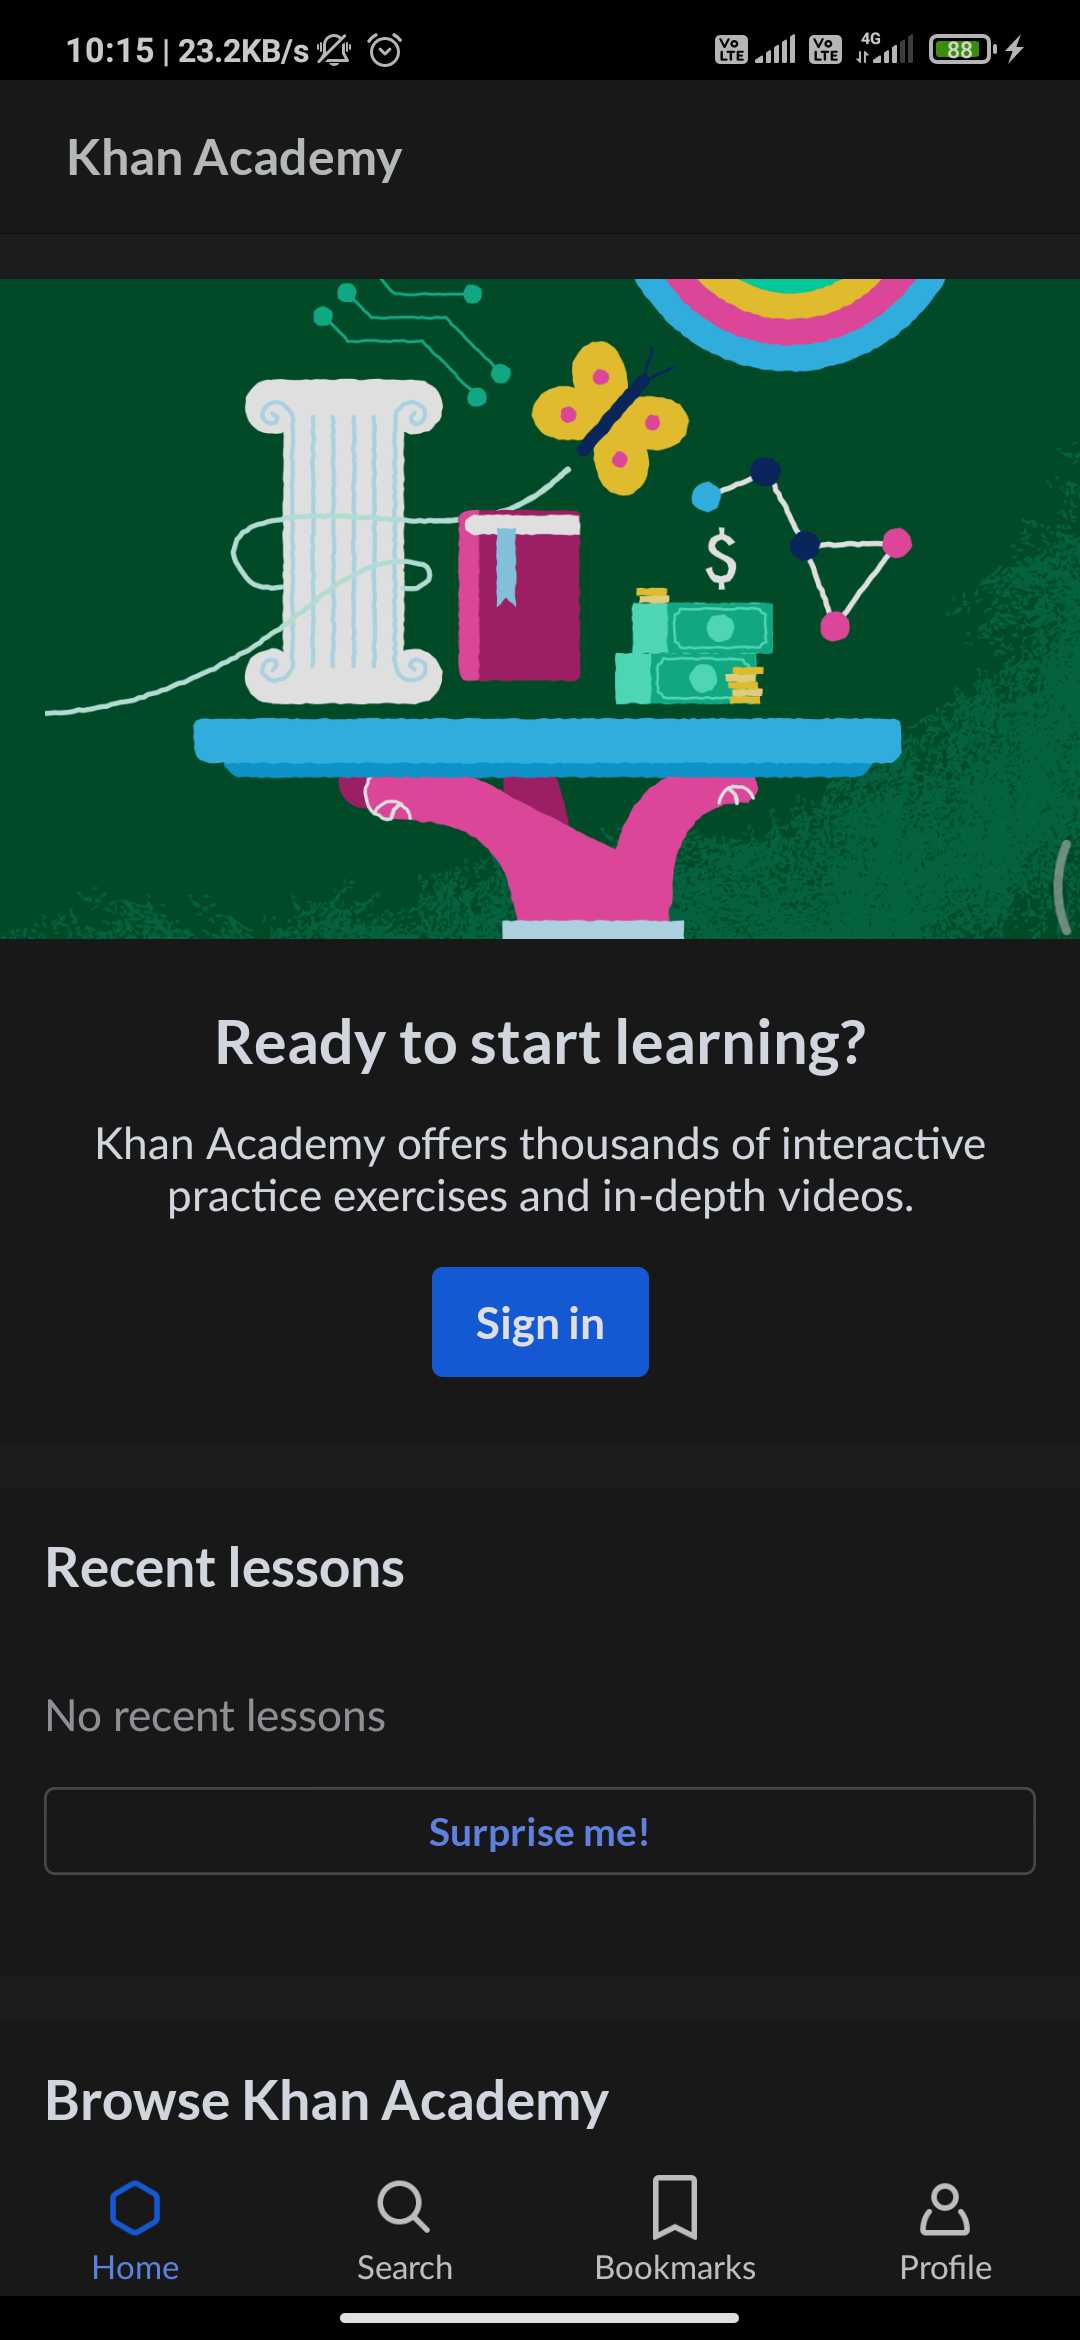 10:15 | 23.2KB/s Vo LTE Vo LTE 4G 88
Khan Academy
$
Ready to start learning?
Khan Academy offers thousands of interactive
practice exercises and in-depth videos.
Sign in
Recent lessons
No recent lessons
Surprise me!
Browse Khan Academy
Home Search Bookmarks Profile